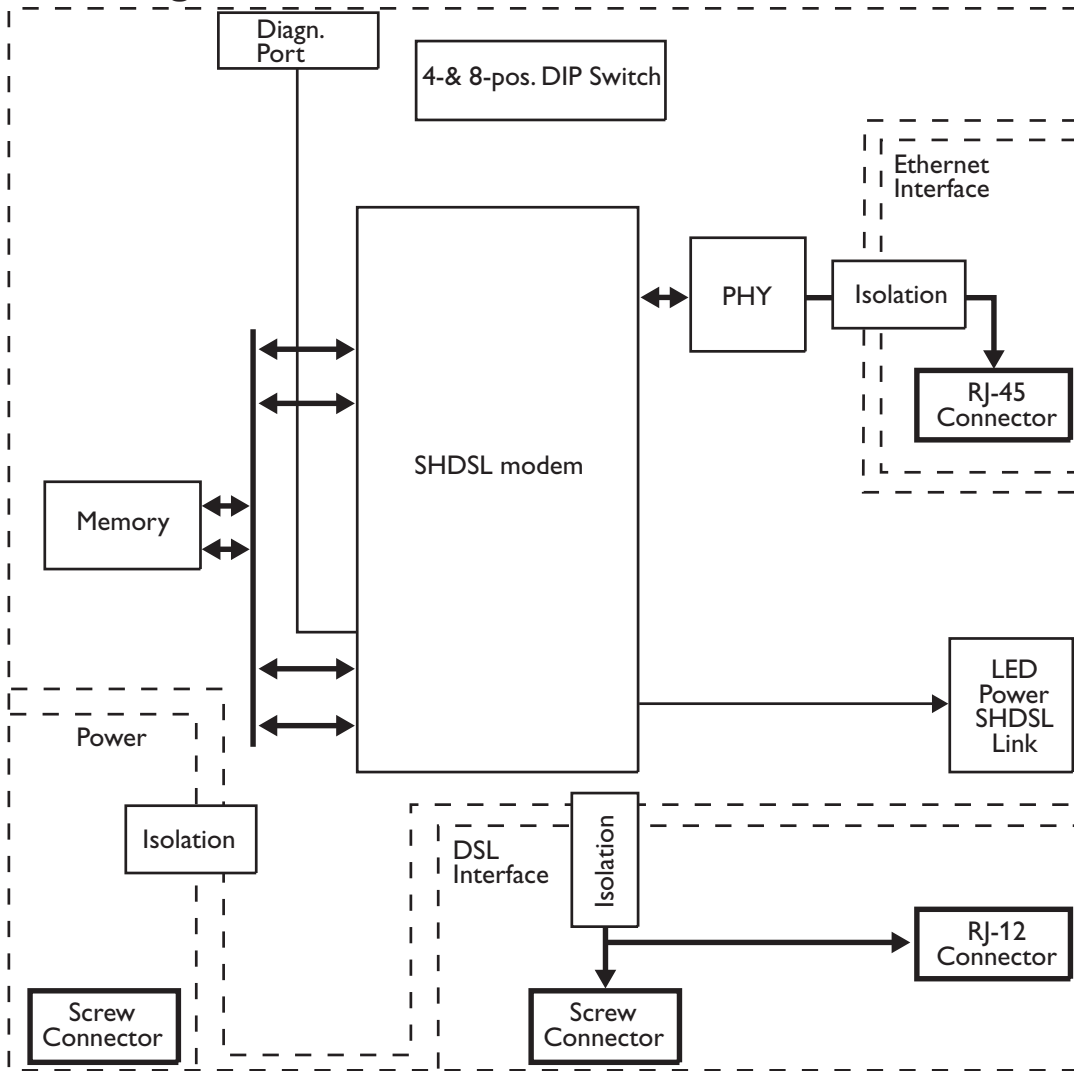 Diagn.
Port
4-& 8-pos. DIP Switch
Ethernet
Interface
PHY
Isolation
RJ-45
Connector
SHDSL modem
Memory
LED
Power
SHDSL
Link
Power
Isolation
DSL
Interface
Isolation
RJ-12
Connector
Screw
Connector
Screw
Connector